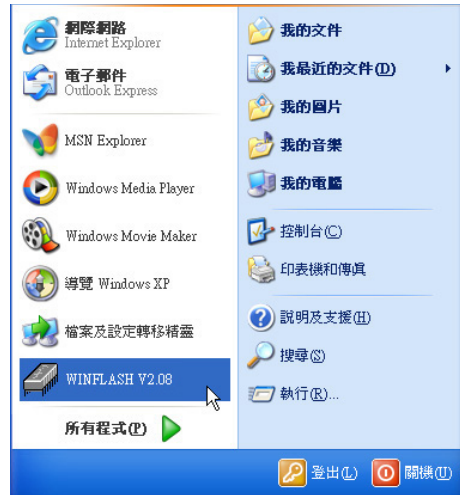 網際網路
Internet Explorer
電子郵件
Outlook Express
MSN Explorer
Windows Media Player
Windows Movie Maker
導覽 Windows XP
檔案及設定轉移精靈
WINFLASH V2.08
所有程式(P)
我的文件
我最近的文件(D)
我的圖片
我的音樂
我的電腦
控制台(C)
印表機和傳真
說明及支援(H)
搜尋(S)
執行(R)...
登出(L)
關機(U)